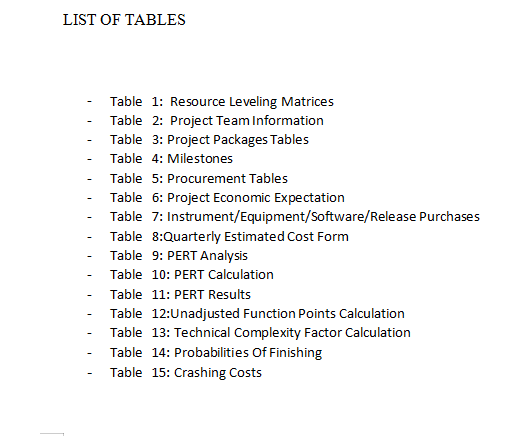 LIST OF TABLES
- Table 1: Resource Leveling Matrices
- Table 2: Project Team Information
- Table 3: Project Packages Tables
- Table 4: Milestones
- Table 5: Procurement Tables
- Table 6: Project Economic Expectation
- Table 7: Instrument/Equipment/Software/Release Purchases
- Table 8:Quarterly Estimated Cost Form
- Table 9: PERT Analysis
- Table 10: PERT Calculation
- Table 11: PERT Results
- Table 12:Unadjusted Function Points Calculation
- Table 13: Technical Complexity Factor Calculation
- Table 14: Probabilities Of Finishing
- Table 15: Crashing Costs